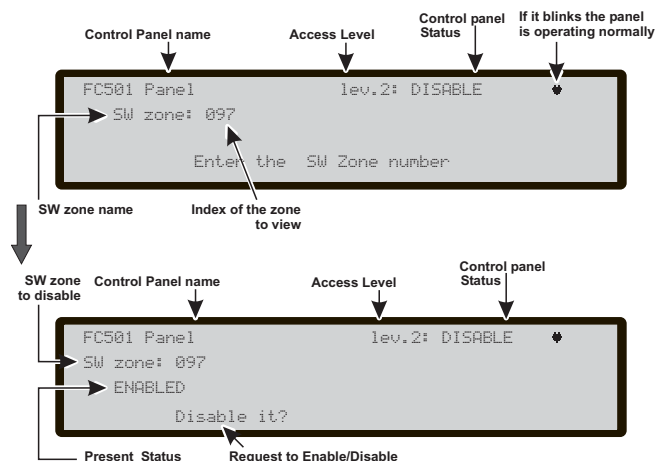 Control Panel name
Access Level
Control panel
Status
If it blinks the panel
is operating normally
FC501 Panel lev.2: DISABLE
SW zone: 097
Enter the SW Zone number
SW zone name
Index of the zone
to view
SW zone
to disable
Control Panel name
Access Level
Control panel
Status
FC501 Panel lev.2: DISABLE
SW zone: 097
ENABLED
Disable it?
Present Status
Request to Enable/Disable